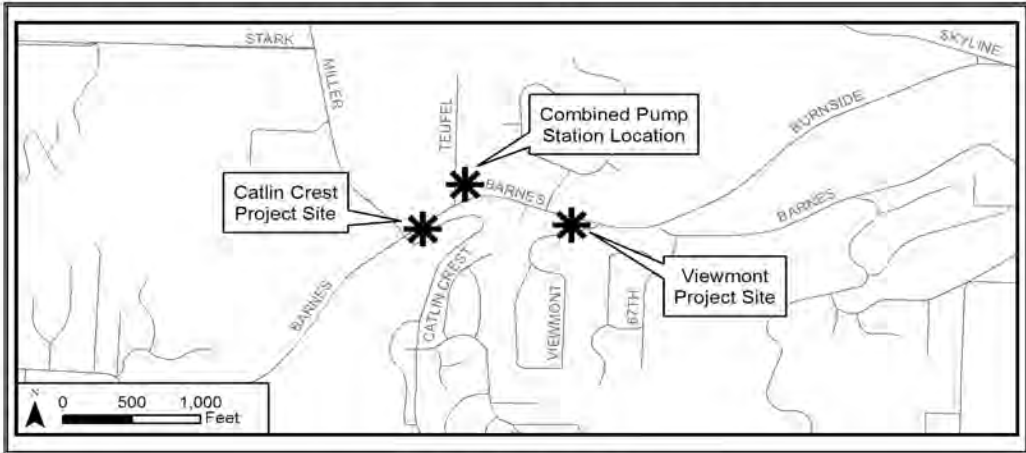 STARK
SKYLINE
MILLER
TEUFEL
Combined Pump
Station Location
BURNSIDE
Catlin Crest
Project Site
BARNES
BARNES
Viewmont
Project Site
BARNES
CATLIN CREST
VIEWMONT
67TH
N
0 500 1,000
Feet